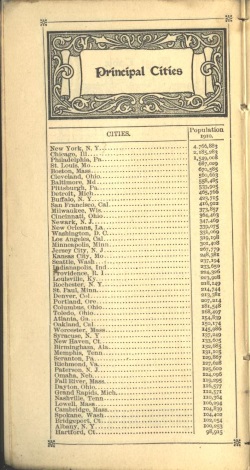 Principal Cities
CITIES.
Population
1910.
New York, N. Y. 4,766,883
Chicago, Ill. 2,185,283
Philadelphia, Pa. 1,549,008
St. Louis, Mo. 687,029
Boston, Mass. 670,585
Cleveland, Ohio. 560,663
Baltimore, Md. 558,485
Pittsburg, Pa. 533,905
Detroit, Mich. 465,766
Buffalo, N. Y. 423,715
San Francisco, Cal. 416,912
Milwaukee, Wis. 373,857
Cincinnati, Ohio. 364,463
Newark, N. J. 347,469
New Orleans, La. 339,075
Washington, D. 331,069
Los Angeles, Cal. 319,198
Minneapolis, Minn. 301,408
Jersey City, N. J. 267,779
Kansas City, Mo. 248,381
Seattle, Wash. 237,194
Indianapolis, Ind. 233,650
Providence, R. I. 224,326
Louisville, Ky. 223,928
Rochester, N. Y. 218,149
St. Paul, Minn. 214,744
Denver, Col. 213,381
Portland, Ore. 207,214
Columbus, Ohio. 181,548
Toledo, Ohio. 168,497
Atlanta, Ga. 154,839
Oakland, Cal. 150,174
Worcester, Mass. 145,986
Syracuse, N. Y. 137,249
New Haven, Ct. 133,605
Birmingham, Ala. 132,685
Memphis, Tenn. 131,105
Scranton, Pa. 129,867
Richmond, Va. 127,628
Paterson, N. J. 125,600
Omaha, Neb. 124,096
Fall River, Mass. 119,295
Dayton, Ohio. 116,577
Grand Rapids, Mich. 112,571
Nashville, Tenn. 110,364
Lowell, Mass. 106,294
Cambridge, Mass. 104,839
Spokane, Wash. 104,402
Bridgeport, Ct. 102,054
Albany, N. Y. 100,253
Hartford, Ct. 98,915